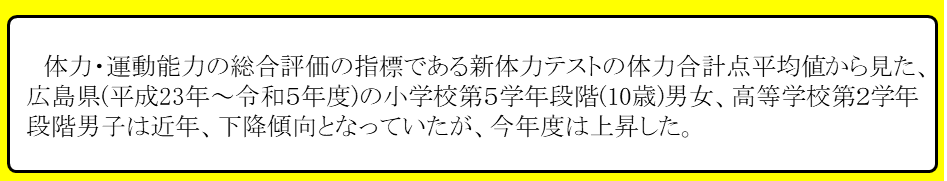 体力・運動能力の総合評価の指標である新体力テストの体力合計点平均値から見た、
広島県(平成23年～令和５年度)の小学校第５学年段階(10歳)男女、高等学校第２学年
段階男子は近年、下降傾向となっていたが、今年度は上昇した。